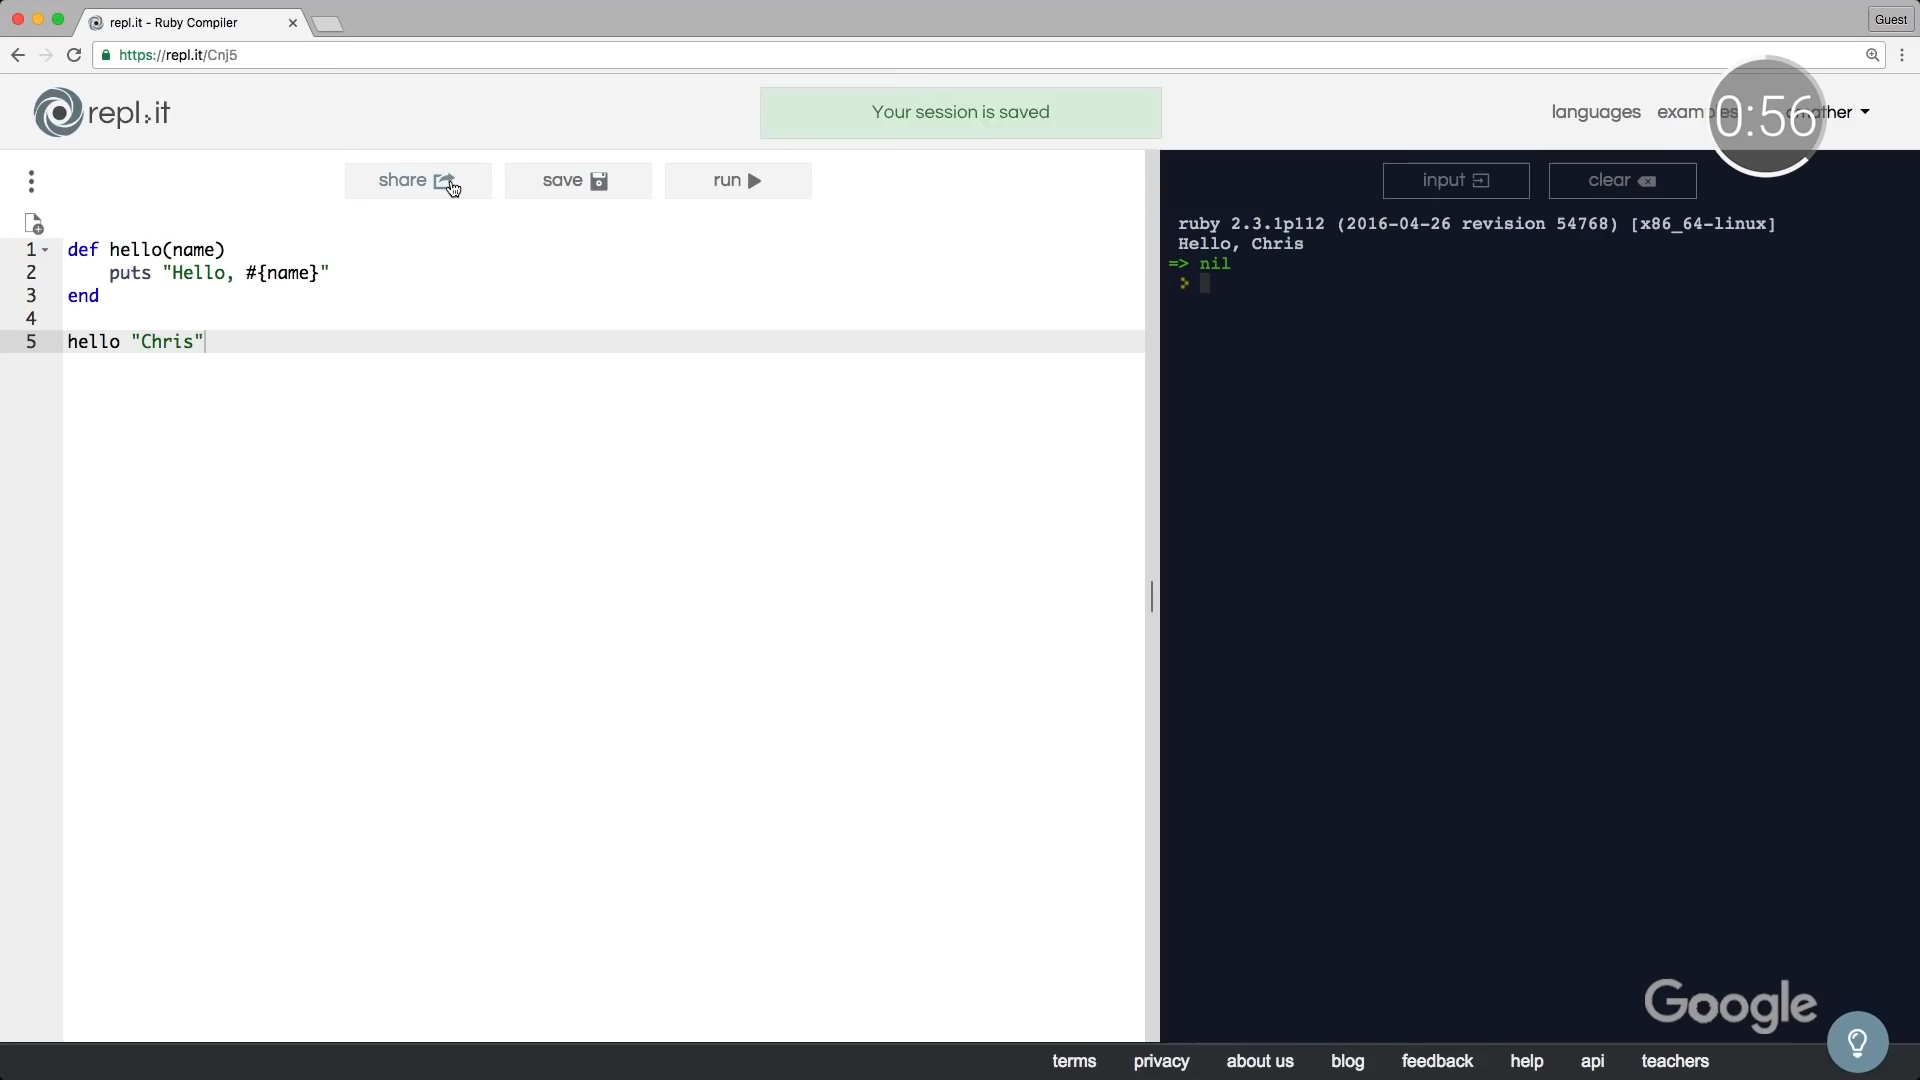 repl.it - Ruby Compiler
Guest
https://repl.it/Cnj5
repl.it
Your session is saved
languages
0:56
share
save
run
input
clear
1 def hello(name)
2 puts "Hello, #{name}"
3 end
4
5 hello "Chris"
ruby 2.3.1p112 (2016-04-26 revision 54768) [x86_64-linux]
Hello, Chris
=> nil
Google
terms privacy about us blog feedback help api teachers